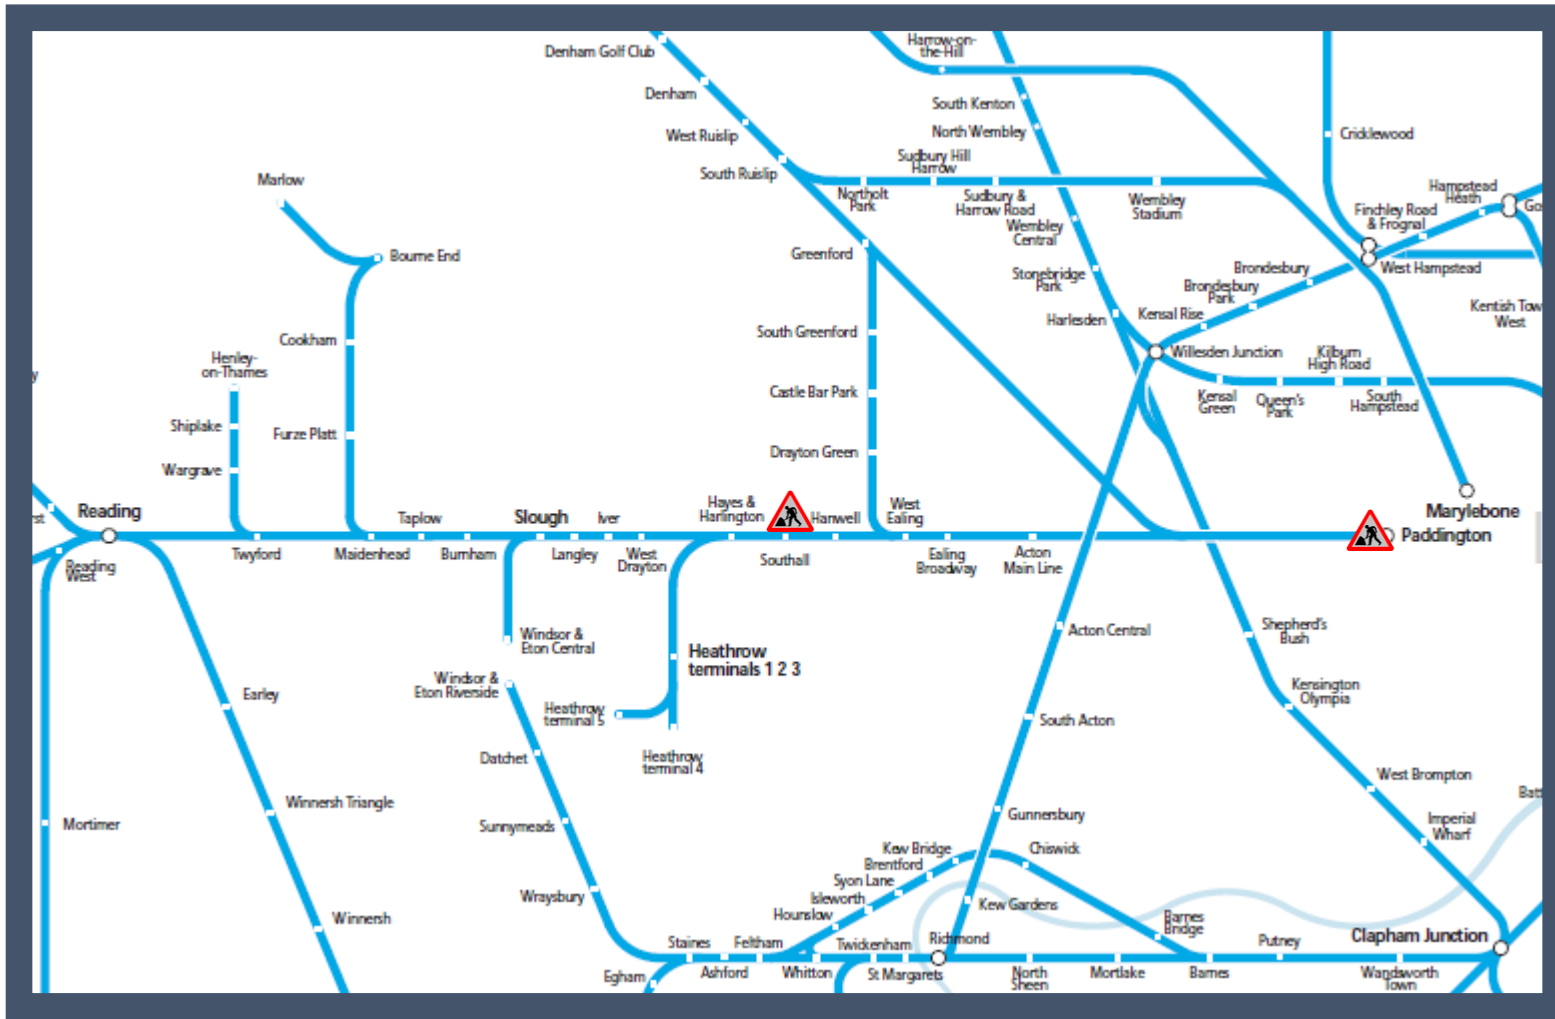 Denham Golf Club
Harrow-on-
the-Hill
Denham
South Kenton
West Ruislip
North Wembley
Cricklewood
South Ruislip
Sudbury Hill
Harrow
Marlow
Northolt
Park
Sudbury &
Harrow Road
Wembley
Stadium
Hampstead
Heath
Finchley Road
& Frognal
Go
Wembley
Central
Greenford
Bourne End
Stonebridge
Park
Brondesbury
West Hampstead
Brondesbury
Park
Kensal Rise
Harlesden
Kentish Tow
West
South Greenford
Cookham
Willesden Junction
Kilburn
High Road
Henley-
on-Thames
y
Castle Bar Park
Kensal
Green
Queen's
Park
South
Hampstead
Shiplake
Furze Platt
Drayton Green
Wargrave
Reading
rst
Taplow
Slough
Iver
Hayes &
Harlington
Hanwell
West
Ealing
Marylebone
Paddington
Reading
West
Twyford
Maidenhead
Burnham
Langley
West
Drayton
Southall
Ealing
Broadway
Acton
Main Line
Windsor &
Eton Central
Acton Central
Shepherd's
Bush
Heathrow
terminals 1 2 3
Windsor &
Eton Riverside
Earley
Heathrow
terminal 5
Kensington
Olympia
South Acton
Datchet
Heathrow
terminal 4
West Brompton
Batt
Winnersh Triangle
Gunnersbury
Mortimer
Sunnymeads
Imperial
Wharf
Kew Bridge
Chiswick
Brentford
Syon Lane
Wraysbury
Isleworth
Kew Gardens
Hounslow
Winnersh
Barnes
Bridge
Staines
Feltham
Twickenham
Richmond
Putney
Clapham Junction
Egham
Ashford
Whitton
St Margarets
North
Sheen
Mortlake
Barnes
Wandsworth
Town